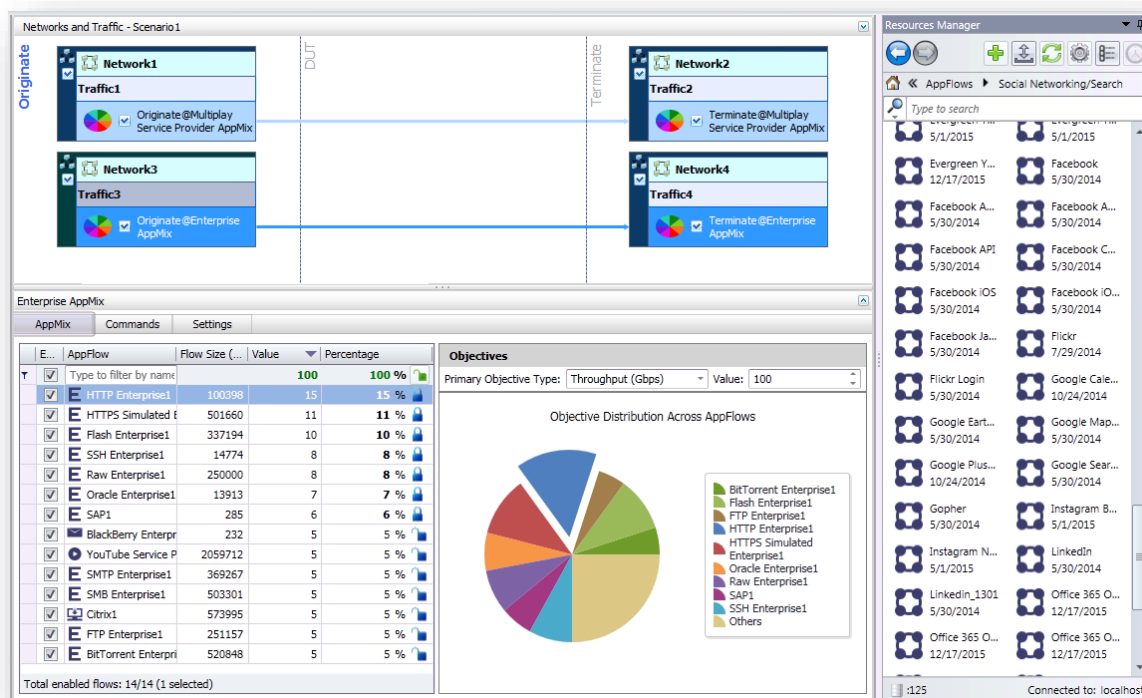 Networks and Traffic - Scenario1
Originate
DUT
Terminate
Network1
Traffic1
Originate@Multiplay
Service Provider AppMix
Network2
Traffic2
Terminate@Multiplay
Service Provider AppMix
Network3
Traffic3
Originate@Enterprise
AppMix
Network4
Traffic4
Terminate@Enterprise
AppMix
Enterprise AppMix
AppMix Commands Settings
E... AppFlow Flow Size (... Value Percentage
Type to filter by name 100 100 %
HTTP Enterprise1 100398 15 15 %
HTTPS Simulated E 501660 11 11 %
Flash Enterprise1 337194 10 10 %
SSH Enterprise1 14774 8 8 %
Raw Enterprise1 250000 8 8 %
Oracle Enterprise1 13913 7 7 %
SAP1 285 6 6 %
BlackBerry Enterpr 232 5 5 %
YouTube Service P 2059712 5 5 %
SMTP Enterprise1 369267 5 5 %
SMB Enterprise1 503301 5 5 %
Citrix1 573995 5 5 %
FTP Enterprise1 251157 5 5 %
BitTorrent Enterpri 520848 5 5 %
Total enabled flows: 14/14 (1 selected)
Objectives
Primary Objective Type: Throughput (Gbps) Value: 100
Objective Distribution Across AppFlows
BitTorrent Enterprise1
Flash Enterprise1
FTP Enterprise1
HTTP Enterprise1
HTTPS Simulated
Enterprise1
Oracle Enterprise1
Raw Enterprise1
SAP1
SSH Enterprise1
Others
Resources Manager
AppFlows Social Networking/Search
Type to search
5/1/2015 5/1/2015
Evergreen Y... Facebook
12/17/2015 5/30/2014
Facebook A... Facebook A...
5/30/2014 5/30/2014
Facebook API Facebook C...
5/30/2014 5/30/2014
Facebook iOS Facebook iO...
5/30/2014 5/30/2014
Facebook Ja... Flickr
5/30/2014 7/29/2014
Flickr Login Google Cale...
5/30/2014 10/24/2014
Google Eart... Google Map...
5/30/2014 5/30/2014
Google Plus... Google Sear...
10/24/2014 5/30/2014
Gopher Instagram B...
5/30/2014 5/1/2015
Instagram N... LinkedIn
5/1/2015 5/30/2014
Linkedin_1301 Office 365 O...
5/30/2014 12/17/2015
Office 365 O... Office 365 O...
12/17/2015 12/17/2015
:125 Connected to: localhos